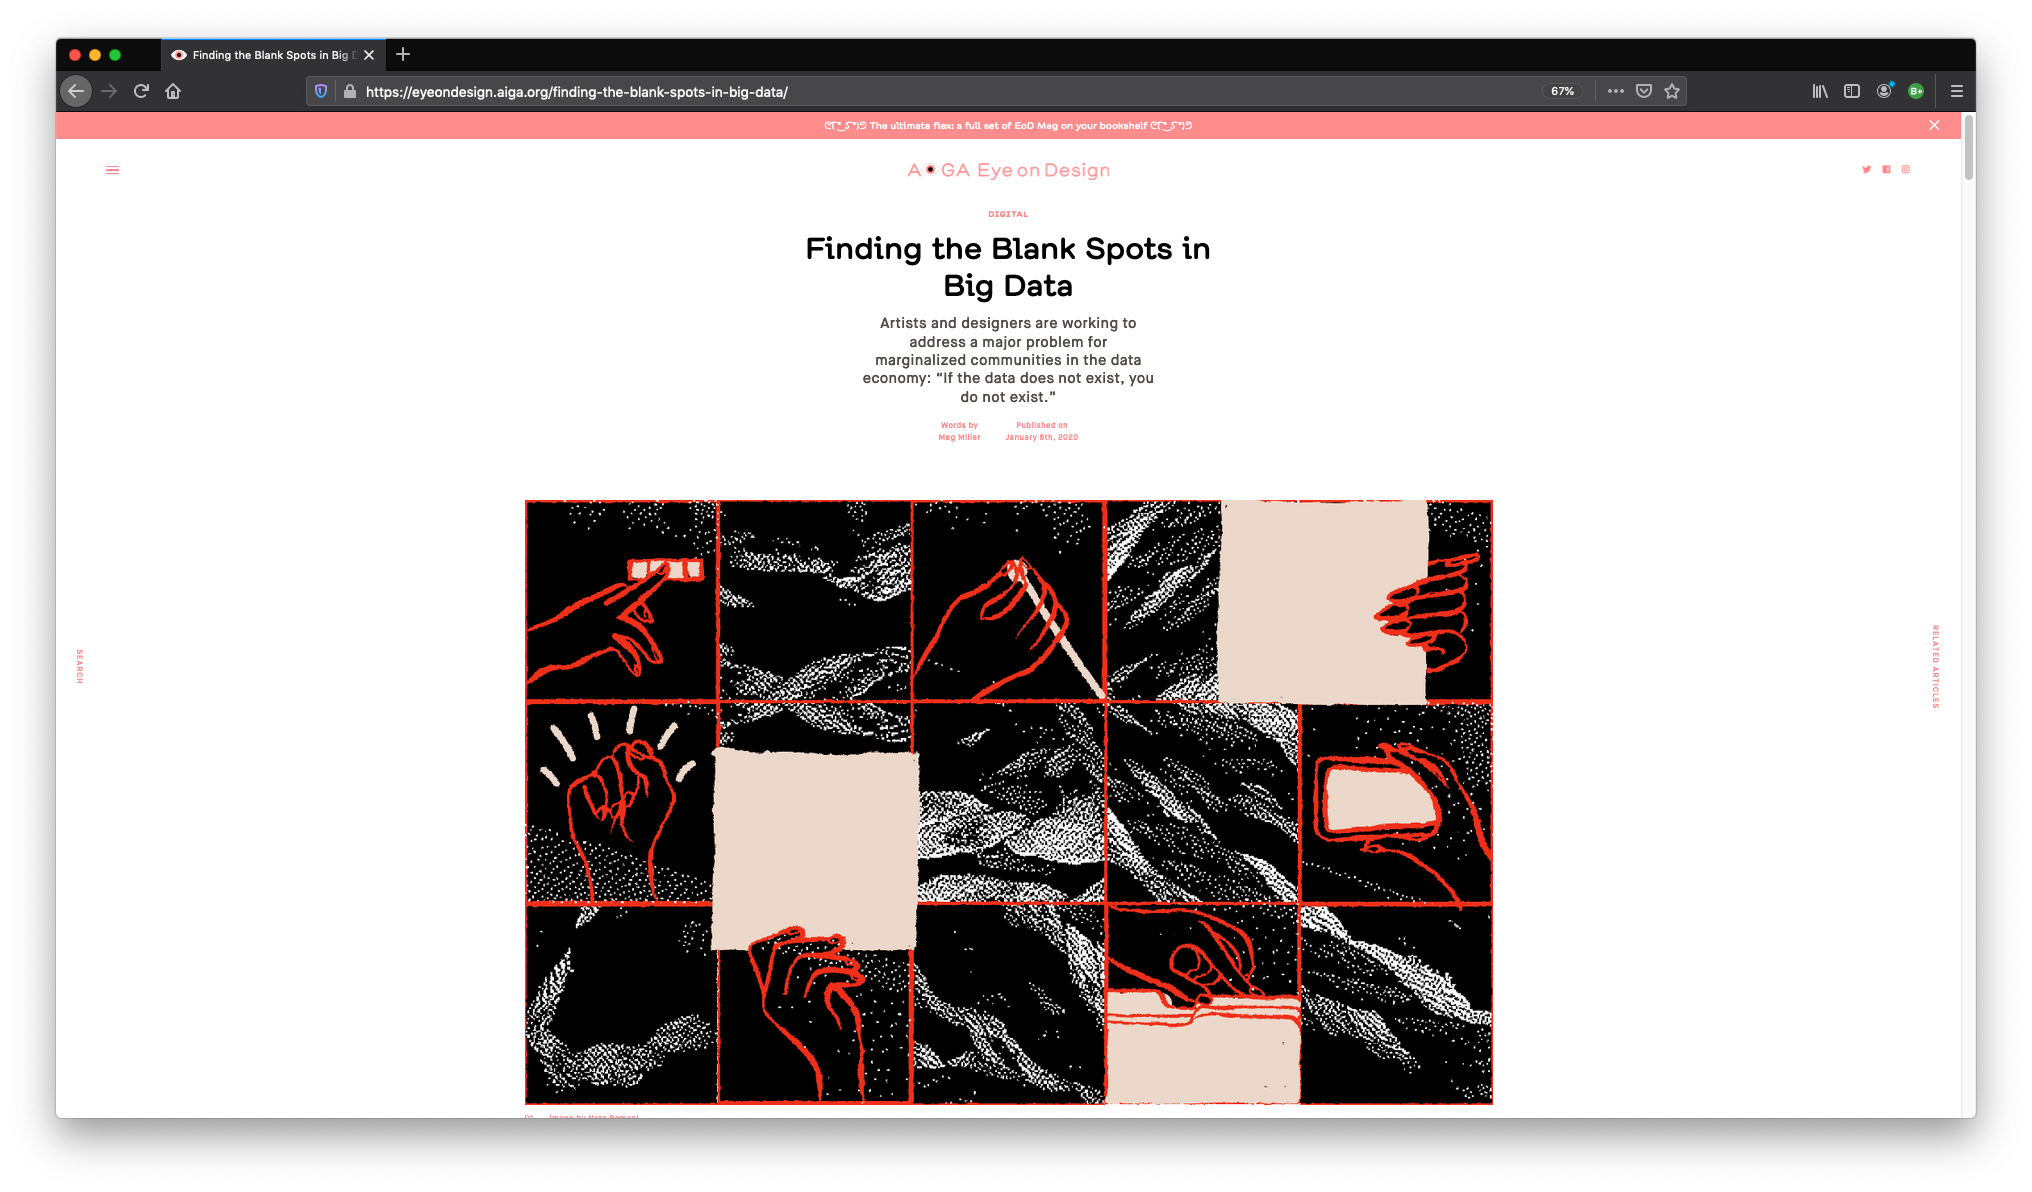 Finding the Blank Spots in Big D
https://eyeondesign.aiga.org/finding-the-blank-spots-in-big-data/
67%
The ultimate flex: a full set of EoD Mag on your bookshelf
A GA Eye on Design
DIGITAL
Finding the Blank Spots in
Big Data
Artists and designers are working to
address a major problem for
marginalized communities in the data
economy: “If the data does not exist, you
do not exist.”
Words by
Meg Miller
Published on
January 8th, 2020
SEARCH
RELATED ARTICLES